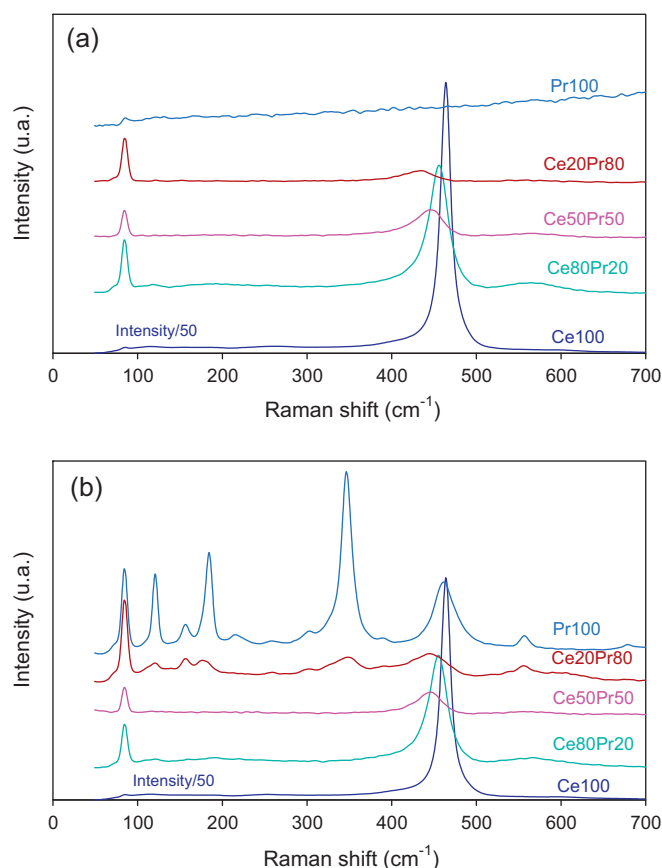 (a)
Pr100
Ce20Pr80
Ce50Pr50
Ce80Pr20
Intensity/50
Ce100
Intensity (u.a.)
0 100 200 300 400 500 600 700
Raman shift (cm⁻¹)
(b)
Pr100
Ce20Pr80
Ce50Pr50
Ce80Pr20
Intensity/50
Ce100
Intensity (u.a.)
0 100 200 300 400 500 600 700
Raman shift (cm⁻¹)